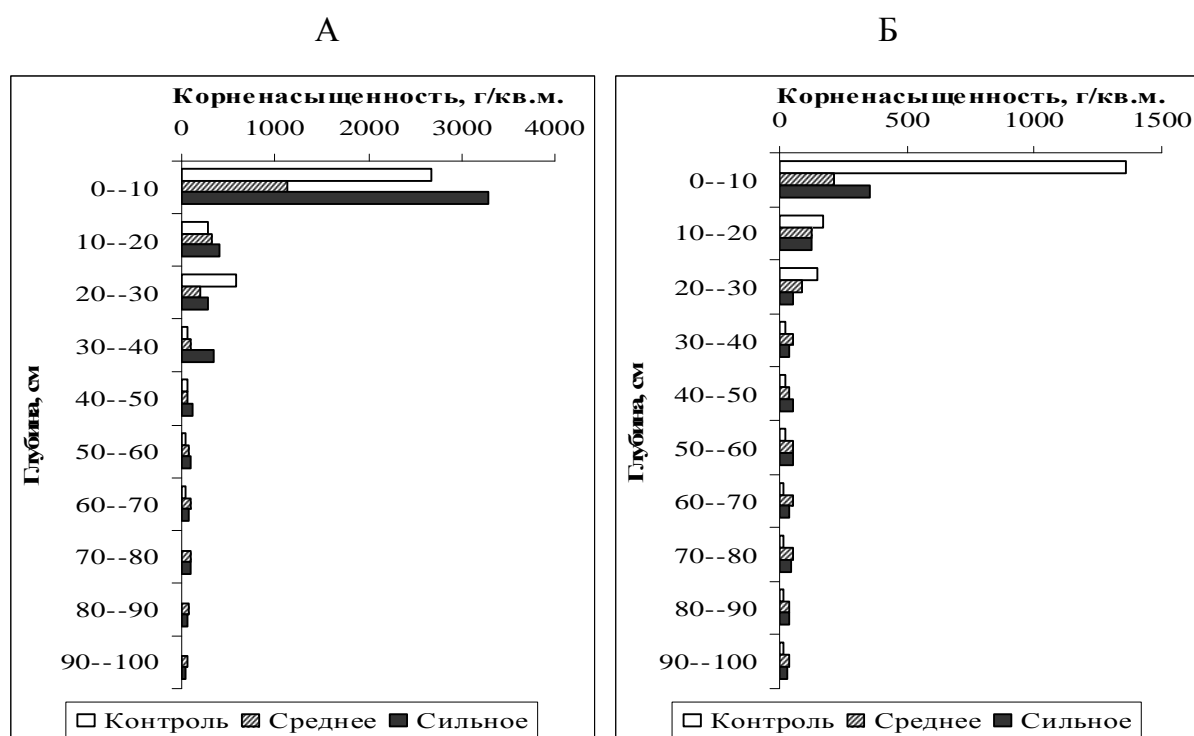 А
Корненасыщенность, г/кв.м.
0 1000 2000 3000 4000
Глубина, см
0--10
10--20
20--30
30--40
40--50
50--60
60--70
70--80
80--90
90--100
Контроль Среднее Сильное
Б
Корненасыщенность, г/кв.м.
0 500 1000 1500
Глубина, см
0--10
10--20
20--30
30--40
40--50
50--60
60--70
70--80
80--90
90--100
Контроль Среднее Сильное